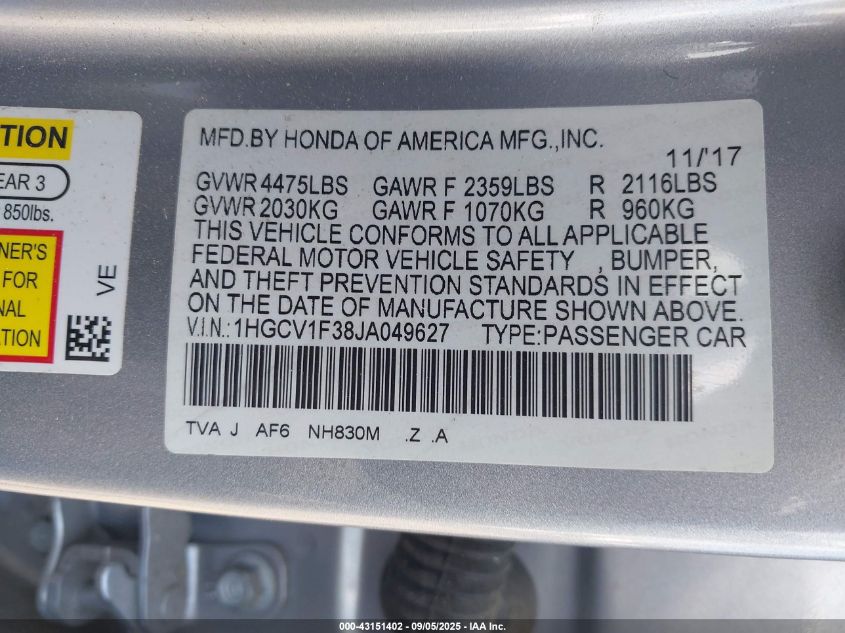 TION
EAR 3
850lbs.
NER'S
FOR
NAL
TION
VE
MFD.BY HONDA OF AMERICA MFG.,INC.
11/'17
GVWR 4475LBS GAWR F 2359LBS R 2116LBS
GVWR 2030KG GAWR F 1070KG R 960KG
THIS VEHICLE CONFORMS TO ALL APPLICABLE
FEDERAL MOTOR VEHICLE SAFETY , BUMPER,
AND THEFT PREVENTION STANDARDS IN EFFECT
ON THE DATE OF MANUFACTURE SHOWN ABOVE.
V.I.N.:1HGCV1F38JA049627 TYPE:PASSENGER CAR
TVA J AF6 NH830M .Z .A
000-43151402 - 09/05/2025 - IAA Inc.